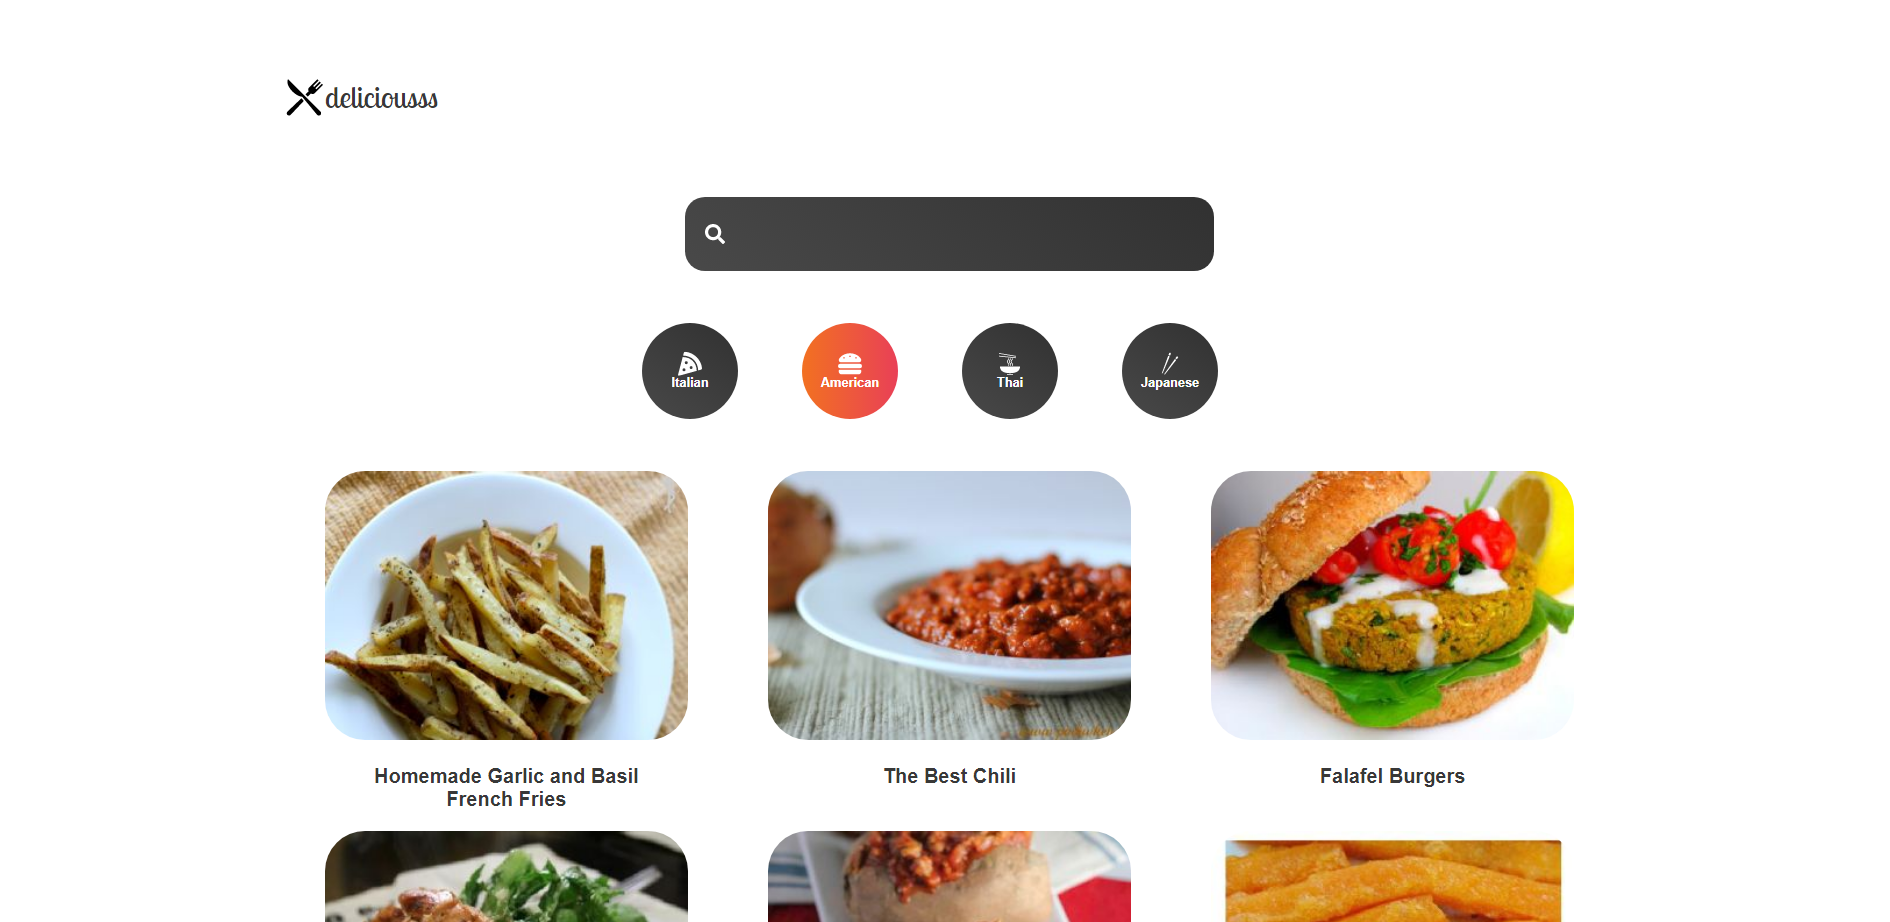 deliciousss
Italian
American
Thai
Japanese
Homemade Garlic and Basil
French Fries
The Best Chili
Falafel Burgers